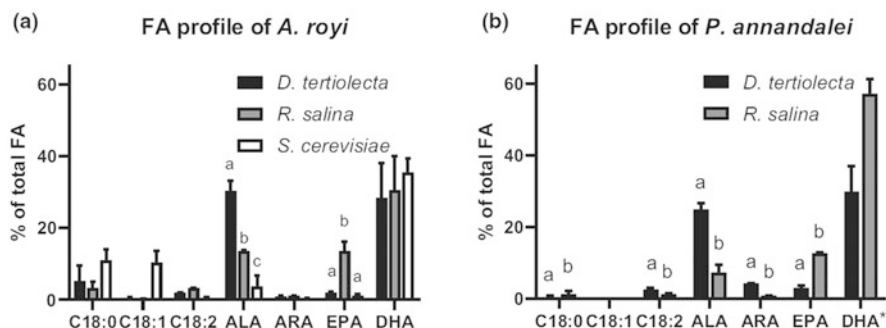 (a) FA profile of A. royi
% of total FA
60
40
20
0
D. tertiolecta
R. salina
S. cerevisiae
a
b
c
a
b
a
C18:0 C18:1 C18:2 ALA ARA EPA DHA
(b) FA profile of P. annandalei
% of total FA
60
40
20
0
D. tertiolecta
R. salina
a b
a b
a
b
a b
a
b
C18:0 C18:1 C18:2 ALA ARA EPA DHA*